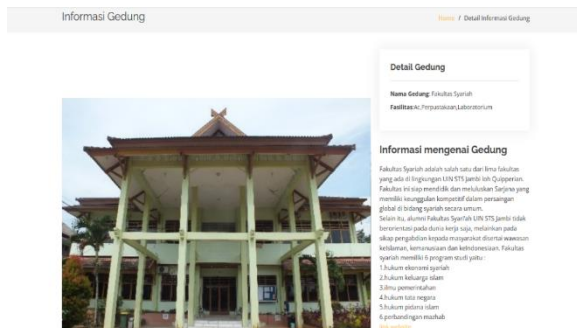 Informasi Gedung
Home / Detail Informasi Gedung
Detail Gedung
Nama Gedung: Fakultas Syariah
Fasilitas: Ac,Perpustakaan,Laboratorium
Informasi mengenai Gedung
Fakultas Syariah adalah salah satu dari lima fakultas
yang ada di lingkungan UIN STS Jambi loh Quipperian.
Fakultas ini siap mendidik dan meluluskan Sarjana yang
memiliki keunggulan kompetitif dalam persaingan
global di bidang syariah secara umum.
Selain itu, alumni Fakultas Syari'ah UIN STS Jambi tidak
berorientasi pada dunia kerja saja, melainkan pada
sikap pengabdian kepada masyarakat disertai wawasan
keislaman, kemanusiaan dan keindonesiaan. Fakultas
syariah memiliki 6 program studi yaitu :
1.hukum ekonomi syariah
2.hukum keluarga islam
3.ilmu pemerintahan
4.hukum tata negara
5.hukum pidana islam
6.perbandingan mazhab